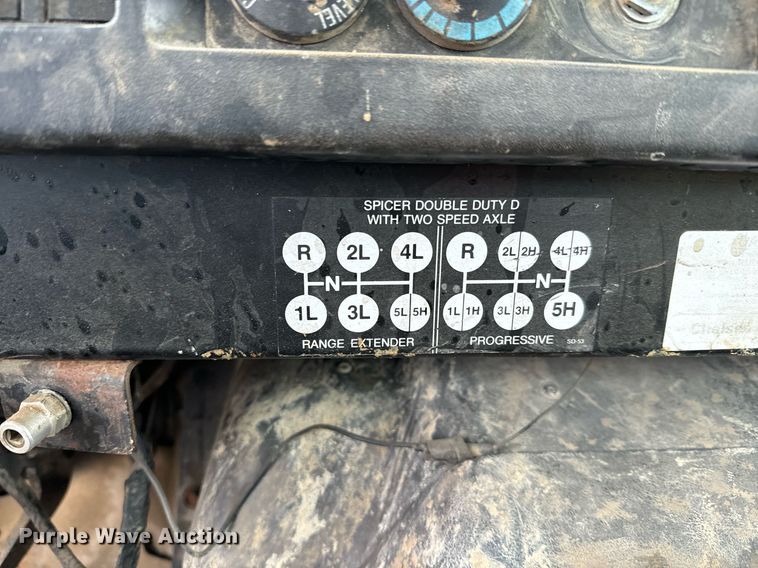 LEVEL
SPICER DOUBLE DUTY D
WITH TWO SPEED AXLE
R 2L 4L R 2L 2H 4L 4H
N N
1L 3L 5L 5H 1L 1H 3L 3H 5H
RANGE EXTENDER PROGRESSIVE SD-53
Purple Wave Auction